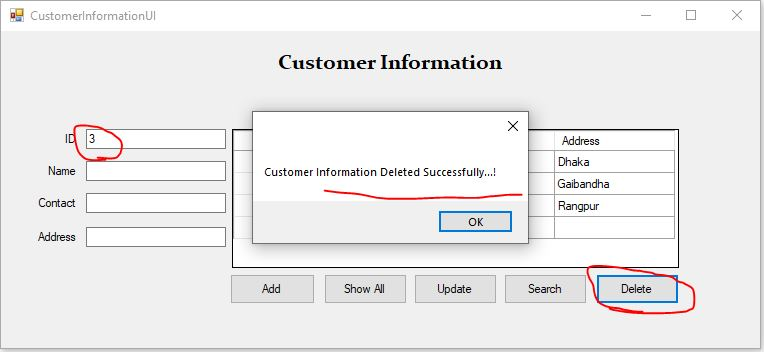 CustomerInformationUI
Customer Information
ID 3
Name
Contact
Address
Address
Dhaka
Gaibandha
Rangpur
Customer Information Deleted Successfully...!
OK
Add Show All Update Search Delete